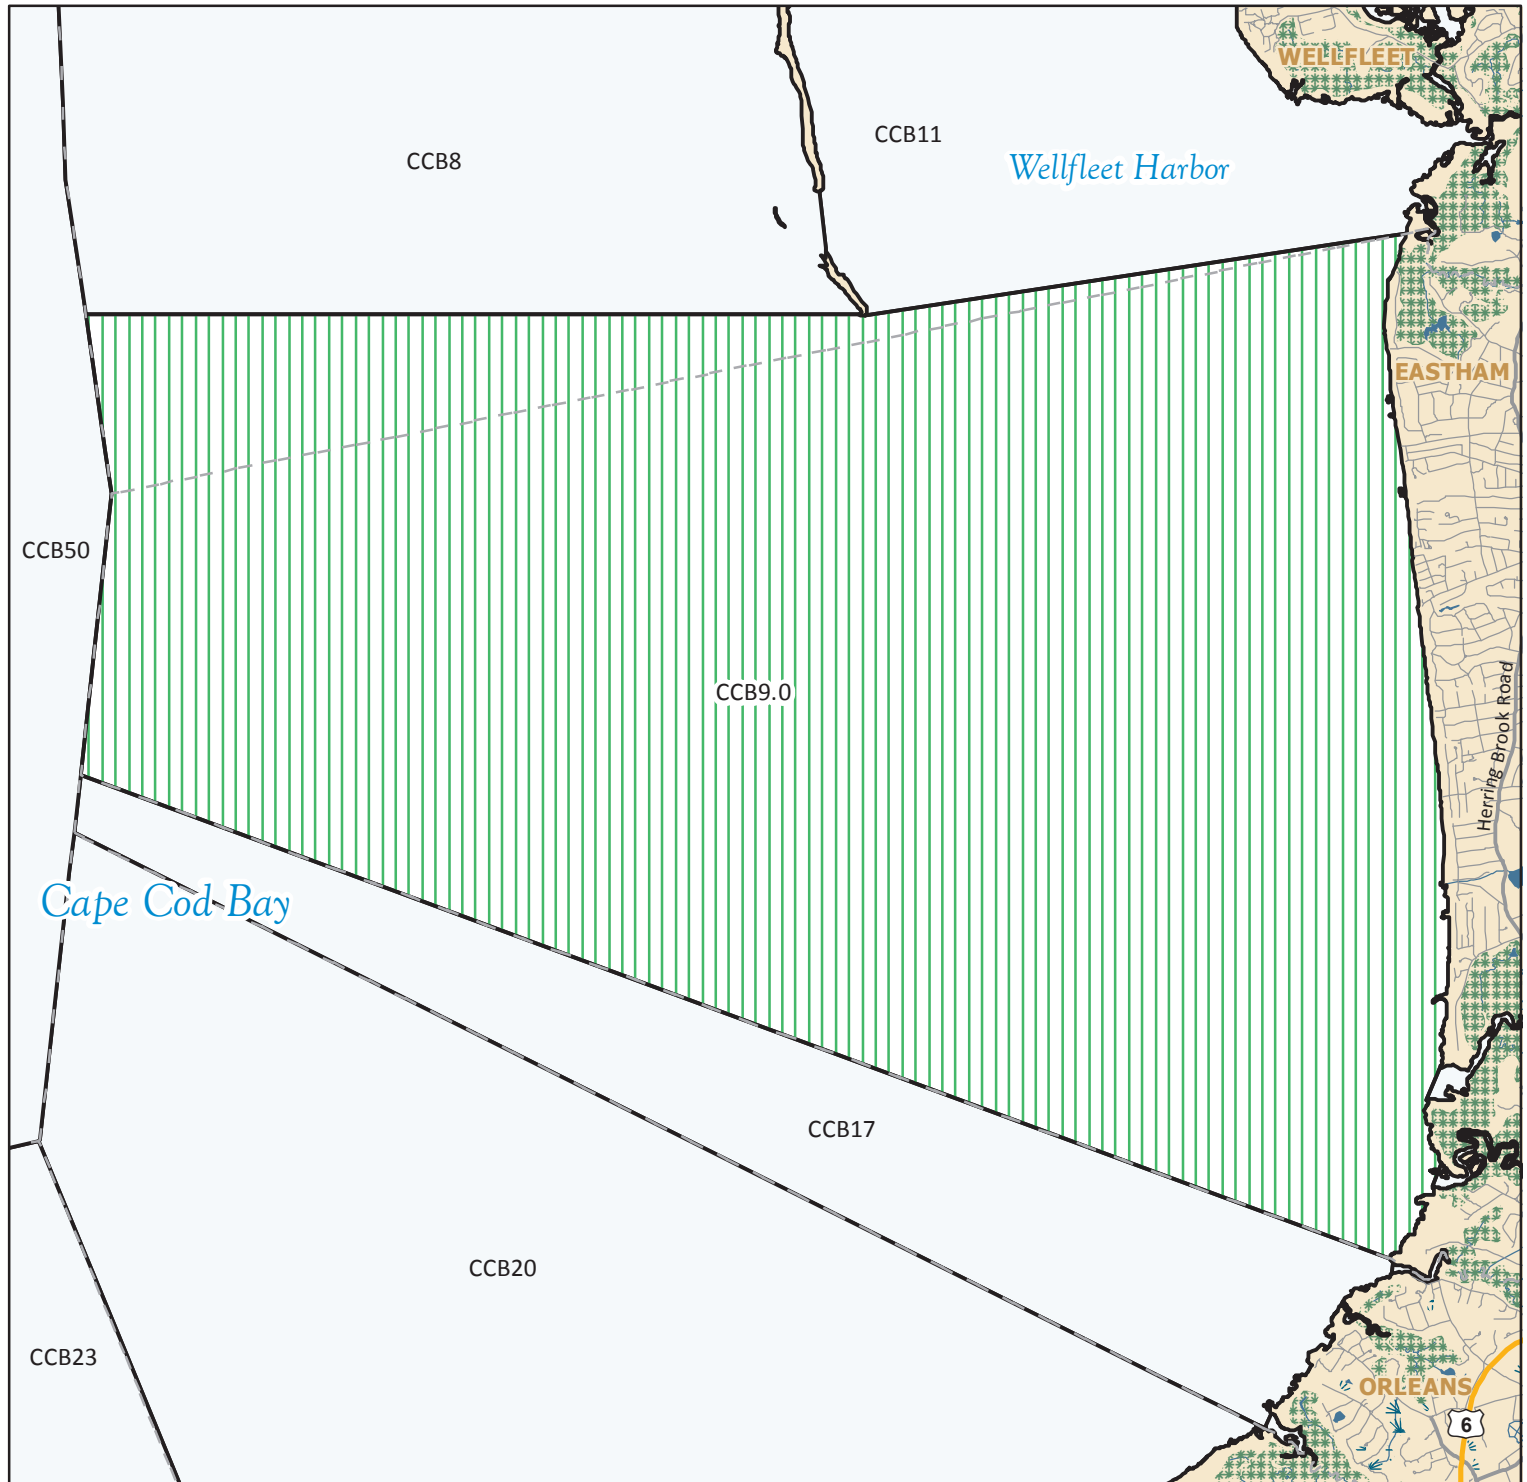 WELLFLEET
CCB11
CCB8
Wellfleet Harbor
EASTHAM
CCB50
CCB9.0
Herring Brook Road
Cape Cod Bay
CCB17
CCB20
CCB23
ORLEANS
6